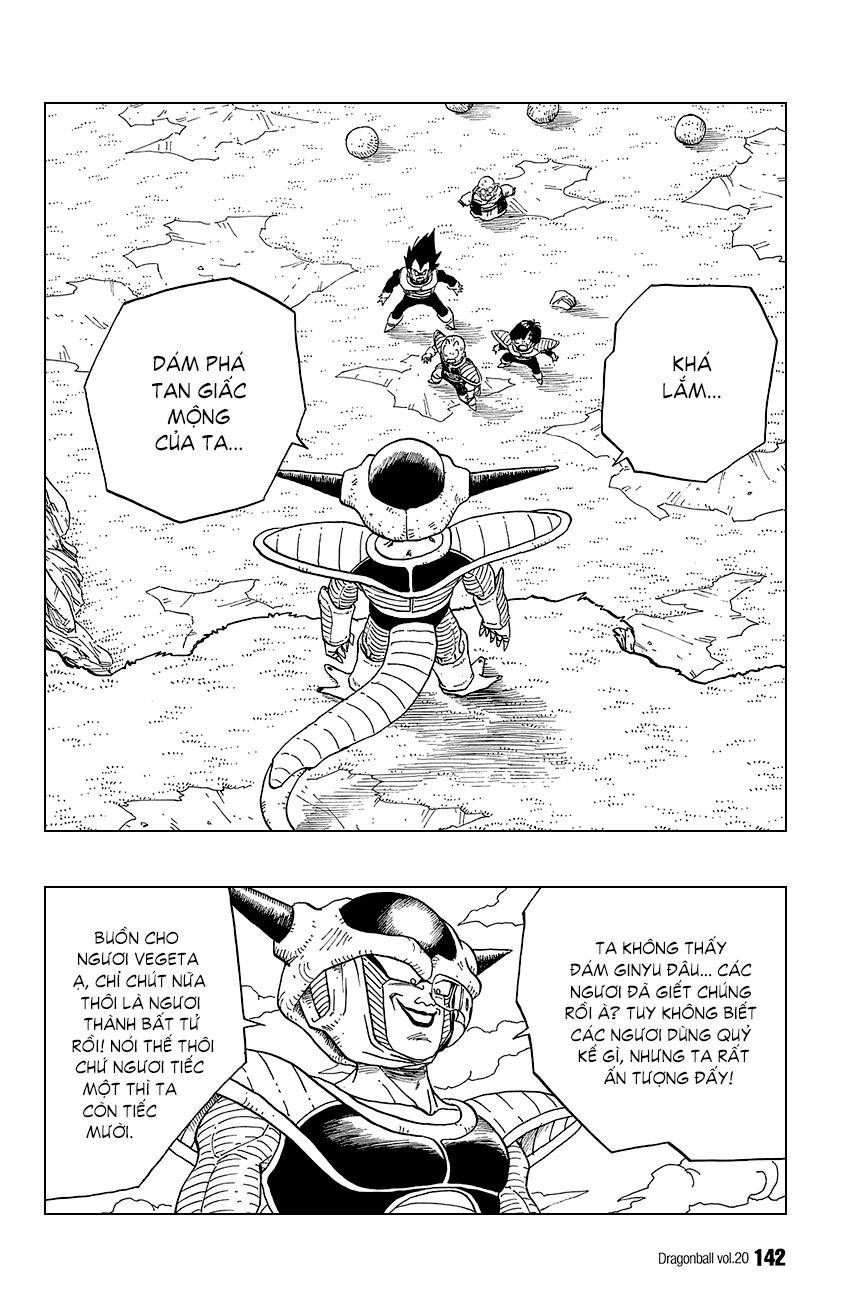 KHÁ
LẮM...
DÁM PHÁ
TAN GIẤC
MỘNG
CỦA TA...
TA KHÔNG THẤY
ĐÁM GINYU ĐÂU... CÁC
NGƯƠI ĐÃ GIẾT CHÚNG
RỒI À? TUY KHÔNG BIẾT
CÁC NGƯƠI DÙNG QUỶ
KẾ GÌ, NHƯNG TA RẤT
ẤN TƯỢNG ĐẤY!
BUỒN CHO
NGƯƠI VEGETA
Ạ, CHỈ CHÚT NỮA
THÔI LÀ NGƯƠI
THÀNH BẤT TỬ
RỒI! NÓI THẾ THÔI
CHỨ NGƯƠI TIẾC
MỘT THÌ TA
CÒN TIẾC
MƯỜI.
Dragonball vol.20 142